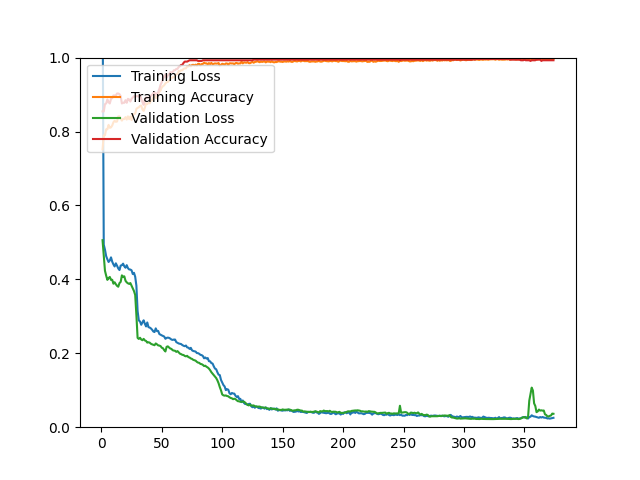 1.0
0.8
0.6
0.4
0.2
0.0
Training Loss
Training Accuracy
Validation Loss
Validation Accuracy
0 50 100 150 200 250 300 350